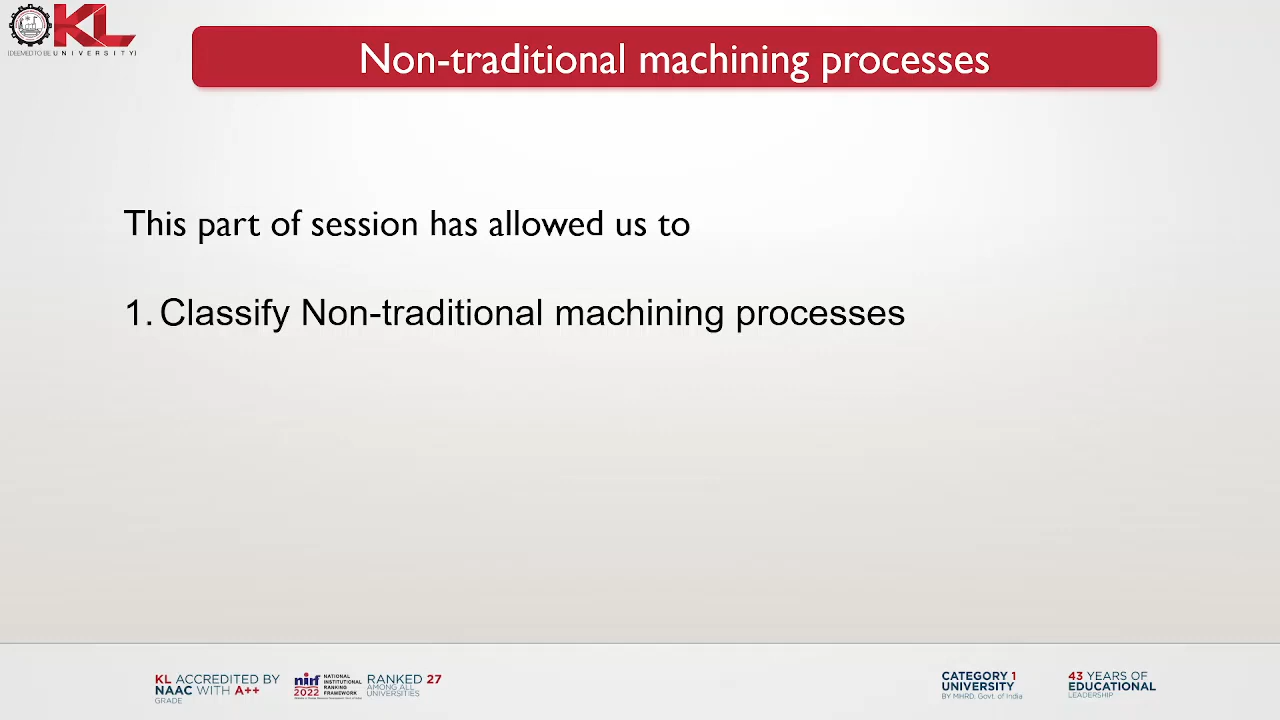 KL
(DEEMED TO BE UNIVERSITY)
Non-traditional machining processes
This part of session has allowed us to
1. Classify Non-traditional machining processes
KL ACCREDITED BY
NAAC WITH A++
GRADE
nirf
2022
NATIONAL
INSTITUTIONAL
RANKING
FRAMEWORK
RANKED 27
AMONG ALL
UNIVERSITIES
CATEGORY 1
UNIVERSITY
BY MHRD, Govt. of India
43 YEARS OF
EDUCATIONAL
LEADERSHIP